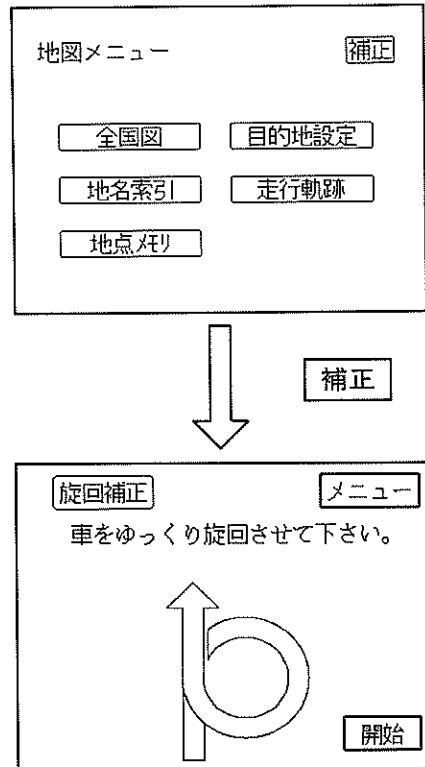 地図メニュー 補正
全国図 目的地設定
地名索引 走行軌跡
地点メモリ
補正
旋回補正 メニュー
車をゆっくり旋回させて下さい。
開始